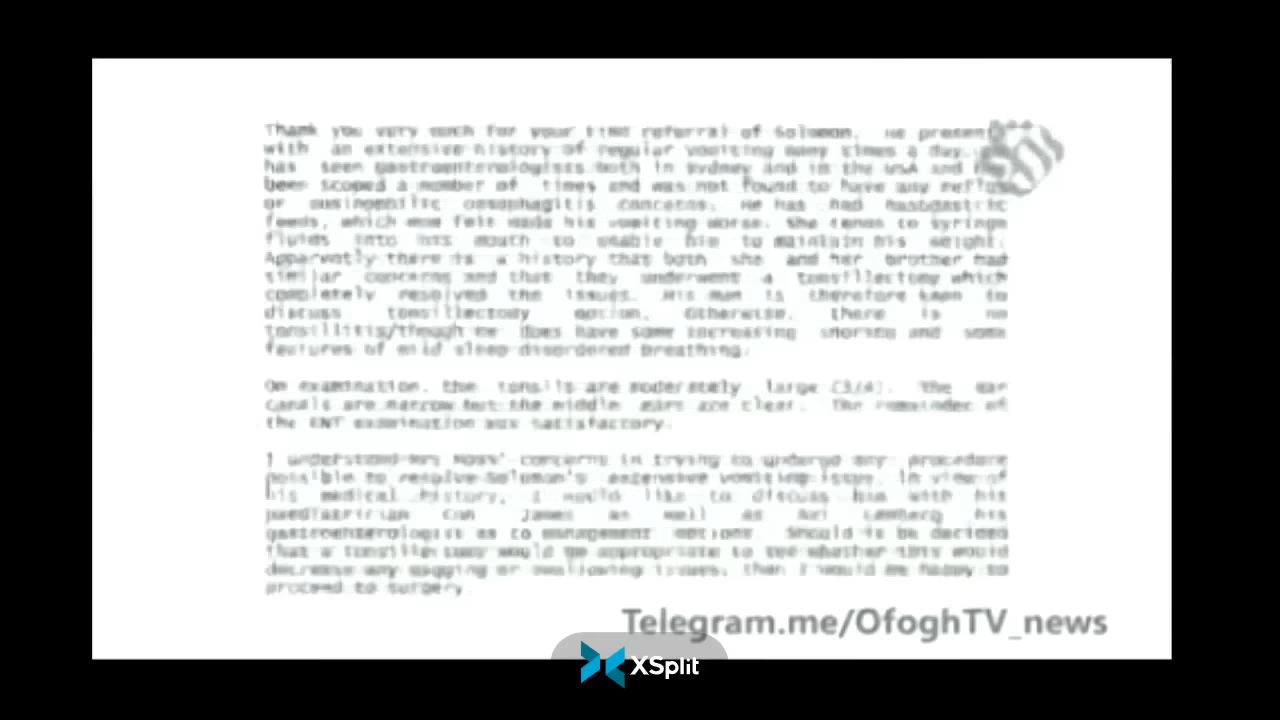 Thank you very much for your kind referral of Solomon. He presents
with an extensive history of regular vomiting many times a day.
has seen gastroenterologists both in Sydney and in the USA and
been scoped a number of times and was not found to have any reflux
or eosinophilic oesophagitis concerns. He has had
feeds, which mum felt made his vomiting worse. She tends to syringe
fluids into his mouth to enable him to maintain his weight.
Apparently there is a history that both she and her brother had
similar concerns and that they underwent a tonsillectomy which
completely resolved the issues. His mum is therefore keen to
discuss tonsillectomy option. Otherwise, there is no
tonsillitis/though he does have some increasing snoring and some
features of mild sleep disordered breathing.
On examination, the tonsils are moderately large (3/4). The ear
canals are narrow but the middle ears are clear. The remainder of
the ENT examination was satisfactory.
I understand Mrs concerns in trying to undergo any procedure
possible to resolve Solomon's extensive vomiting issue. In view of
his medical history, I would like to discuss him with his
paediatrician Con James as well as Avi Lemberg his
gastroenterologist as to management options. Should is be decided
that a tonsillectomy would be appropriate to see whether this would
decrease any gagging or swallowing issues, then I would be happy to
proceed to surgery.
Telegram.me/OfoghTV_news
XSplit